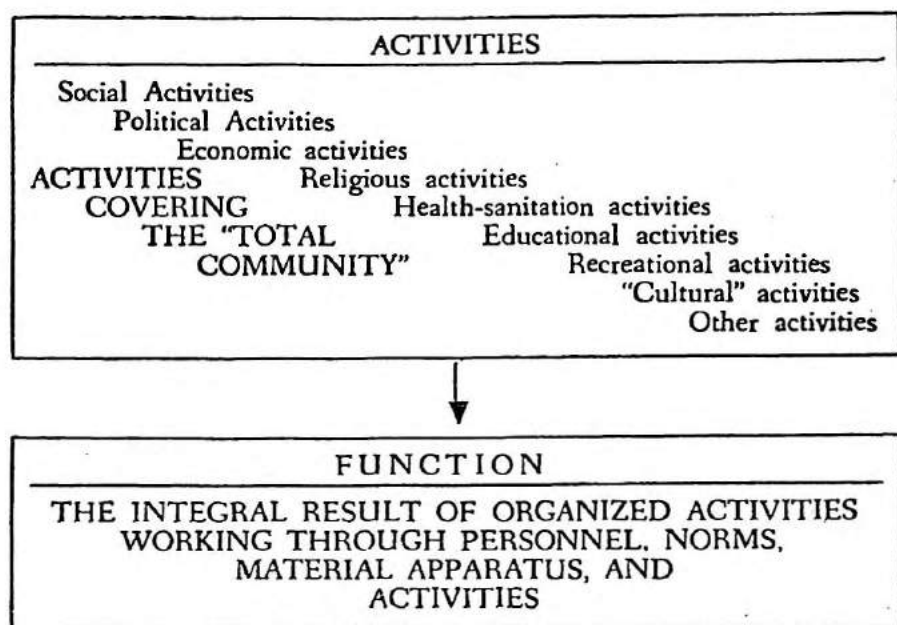 ACTIVITIES
Social Activities
Political Activities
Economic activities
ACTIVITIES Religious activities
COVERING Health-sanitation activities
THE "TOTAL Educational activities
COMMUNITY" Recreational activities
"Cultural" activities
Other activities
FUNCTION
THE INTEGRAL RESULT OF ORGANIZED ACTIVITIES
WORKING THROUGH PERSONNEL, NORMS,
MATERIAL APPARATUS, AND
ACTIVITIES